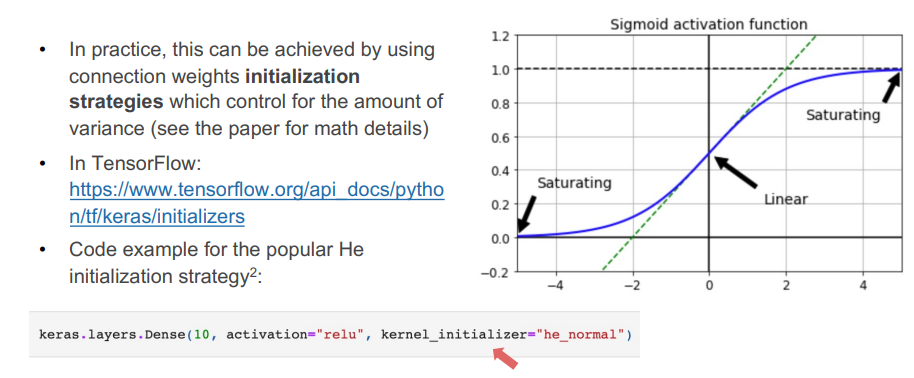 • In practice, this can be achieved by using
connection weights initialization
strategies which control for the amount of
variance (see the paper for math details)
• In TensorFlow:
https://www.tensorflow.org/api_docs/pytho
n/tf/keras/initializers
• Code example for the popular He
initialization strategy²:
keras.layers.Dense(10, activation="relu", kernel_initializer="he_normal")
Sigmoid activation function
1.2
1.0
0.8
Saturating
0.6
0.4
Saturating
Linear
0.2
0.0
−0.2
−4 −2 0 2 4